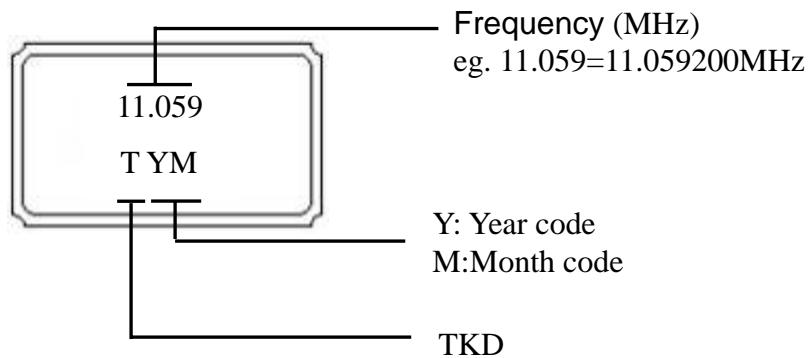 Frequency (MHz)
eg. 11.059=11.059200MHz
11.059
T YM
Y: Year code
M:Month code
TKD